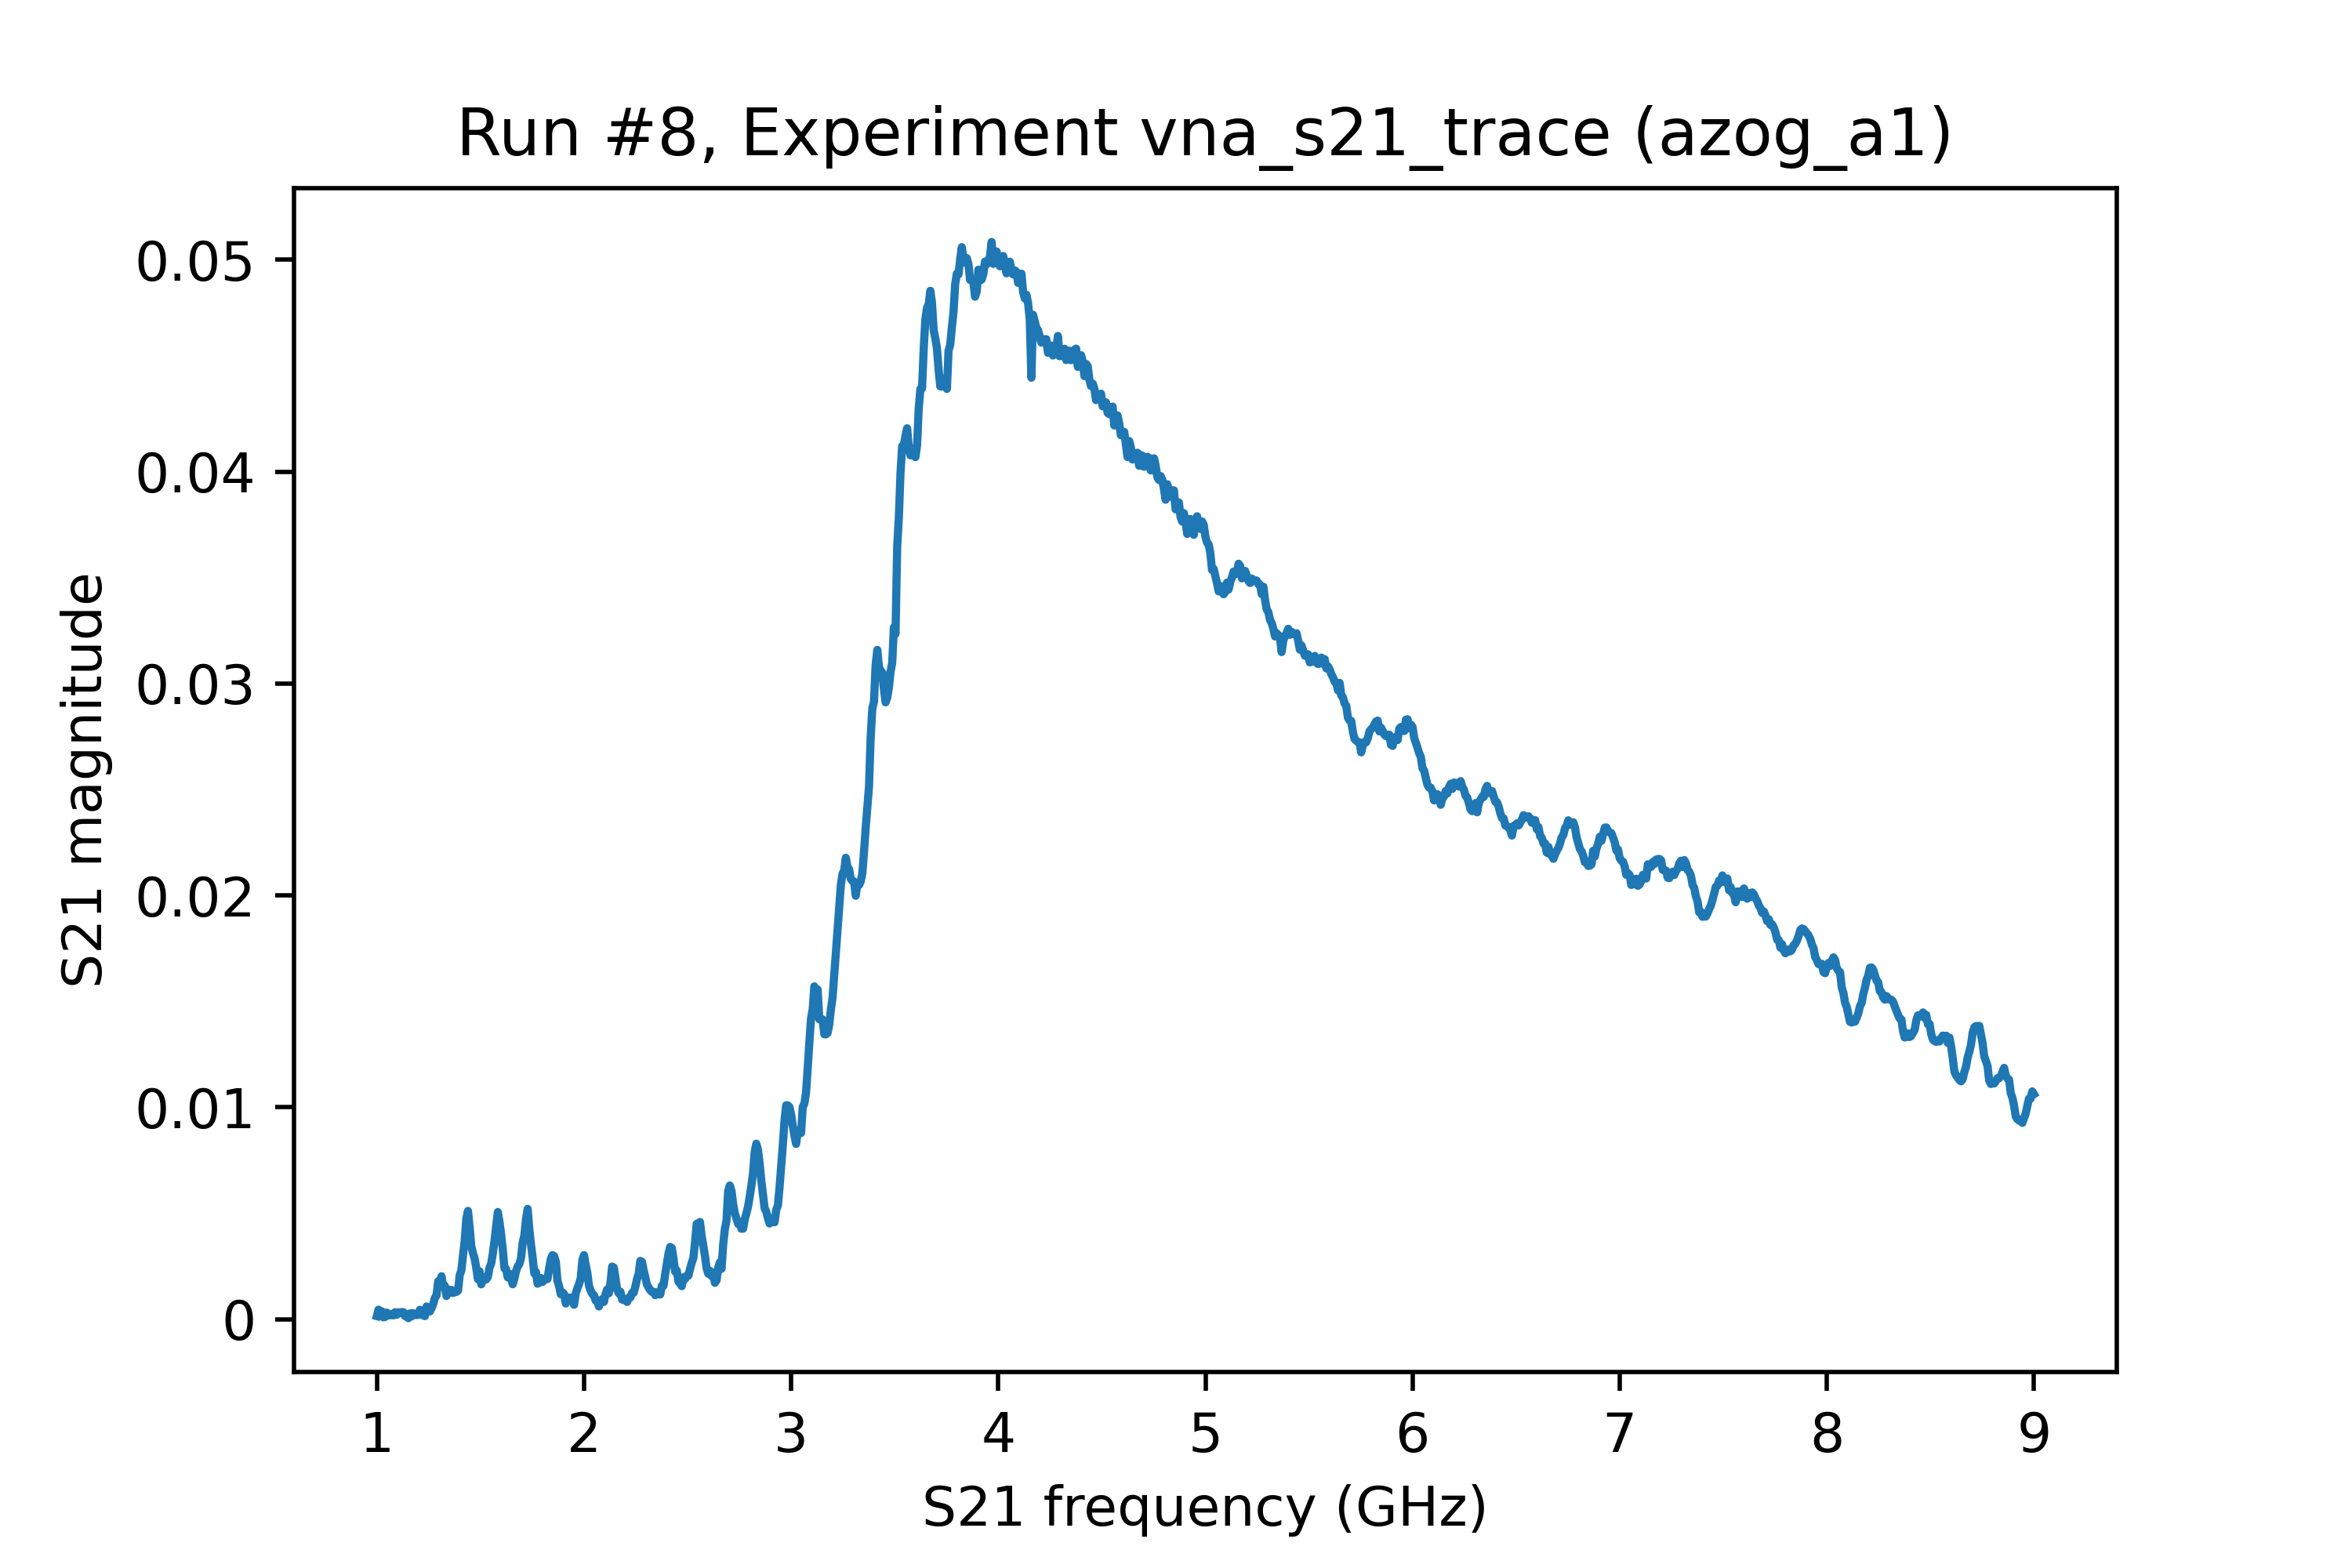 Run #8, Experiment vna_s21_trace (azog_a1)
0.05
0.04
0.03
0.02
0.01
0
S21 magnitude
1 2 3 4 5 6 7 8 9
S21 frequency (GHz)